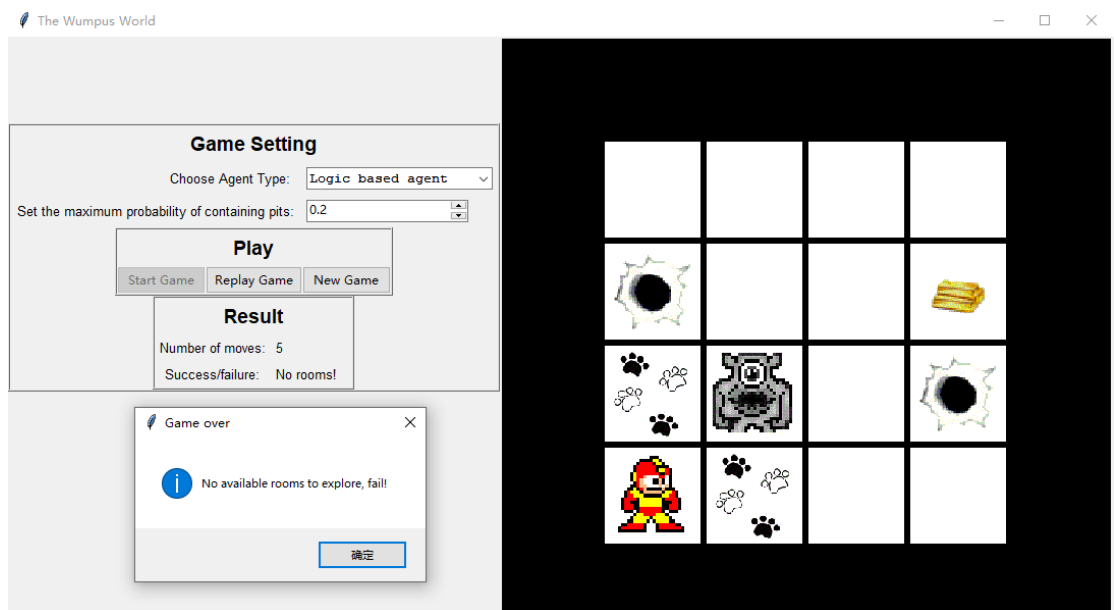 The Wumpus World
Game Setting
Choose Agent Type: Logic based agent
Set the maximum probability of containing pits: 0.2
Play
Start Game Replay Game New Game
Result
Number of moves: 5
Success/failure: No rooms!
Game over
No available rooms to explore, fail!
确定